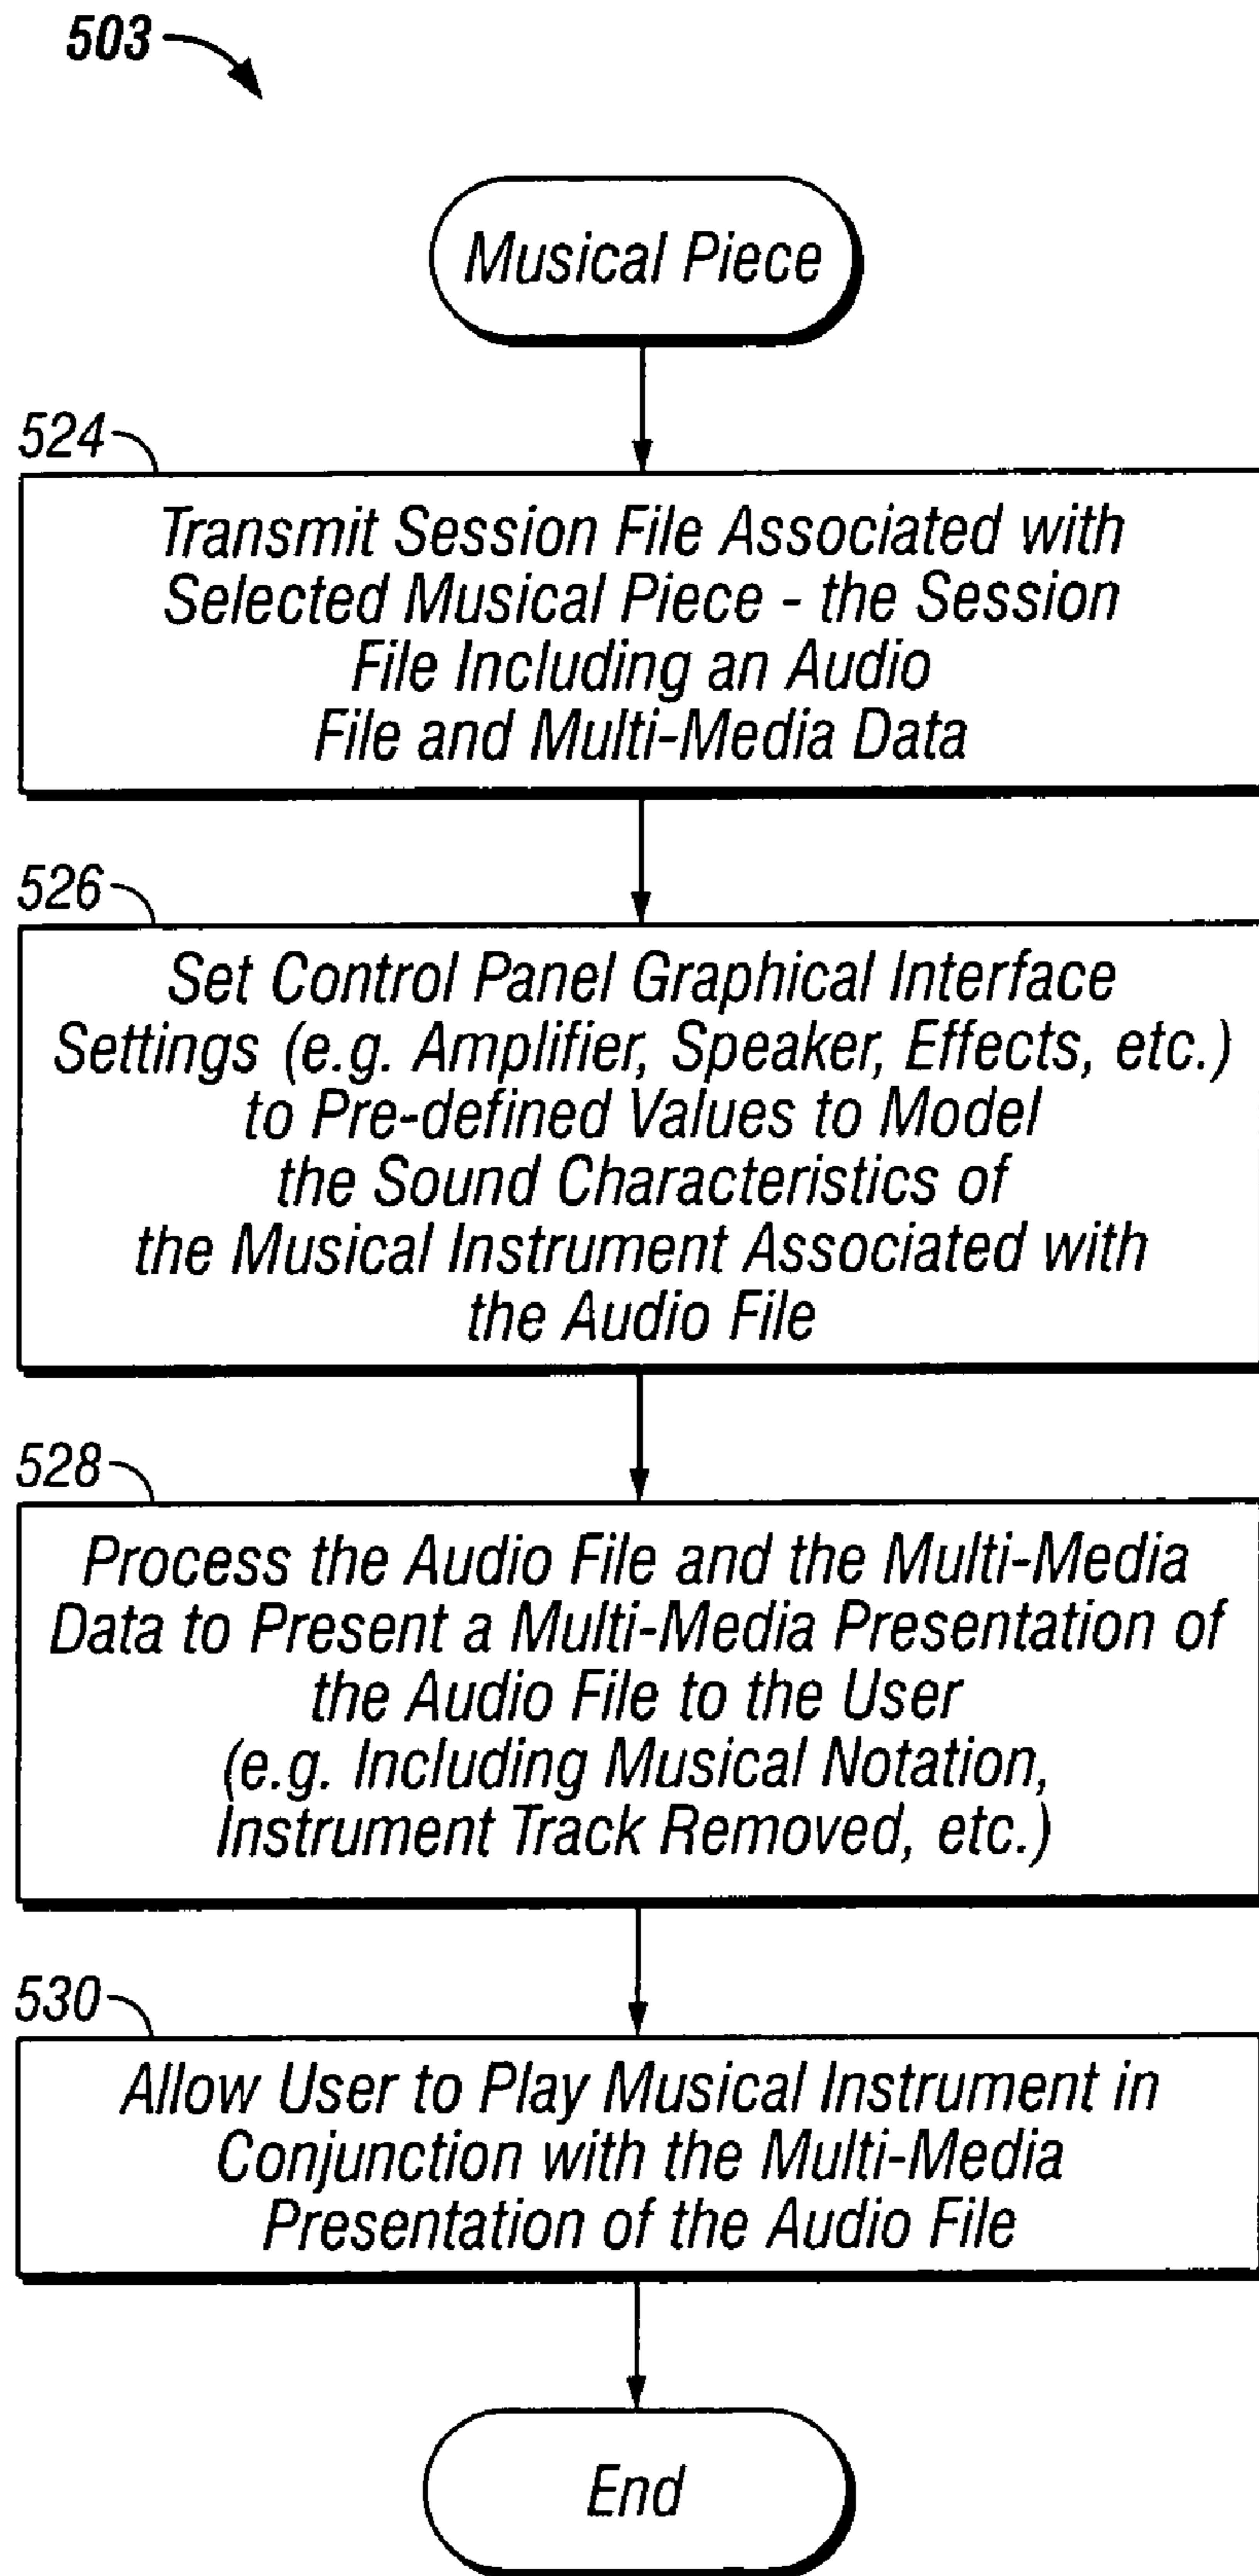 503
Musical Piece
524
Transmit Session File Associated with
Selected Musical Piece - the Session
File Including an Audio
File and Multi-Media Data
526
Set Control Panel Graphical Interface
Settings (e.g. Amplifier, Speaker, Effects, etc.)
to Pre-defined Values to Model
the Sound Characteristics of
the Musical Instrument Associated with
the Audio File
528
Process the Audio File and the Multi-Media
Data to Present a Multi-Media Presentation of
the Audio File to the User
(e.g. Including Musical Notation,
Instrument Track Removed, etc.)
530
Allow User to Play Musical Instrument in
Conjunction with the Multi-Media
Presentation of the Audio File
End